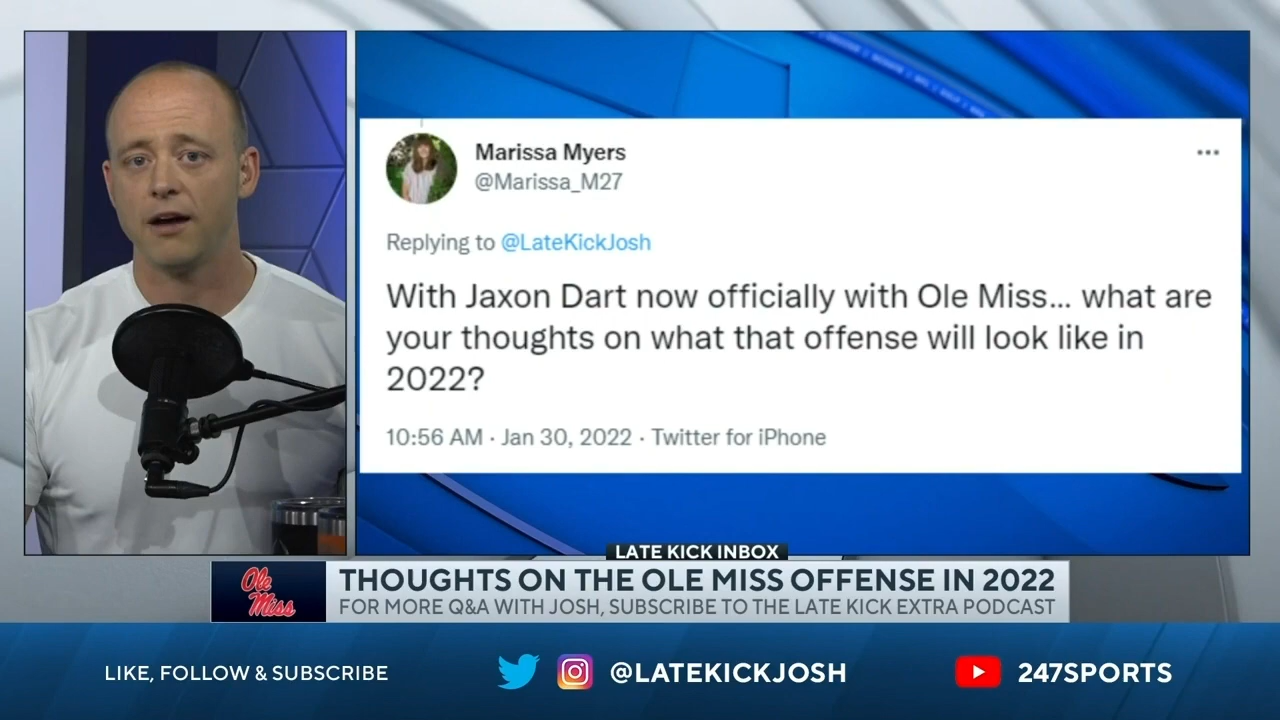 Marissa Myers
@Marissa_M27
Replying to @LateKickJosh
With Jaxon Dart now officially with Ole Miss... what are
your thoughts on what that offense will look like in
2022?
10:56 AM · Jan 30, 2022 · Twitter for iPhone
LATE KICK INBOX
Ole
Miss
THOUGHTS ON THE OLE MISS OFFENSE IN 2022
FOR MORE Q&A WITH JOSH, SUBSCRIBE TO THE LATE KICK EXTRA PODCAST
LIKE, FOLLOW & SUBSCRIBE
@LATEKICKJOSH
247SPORTS